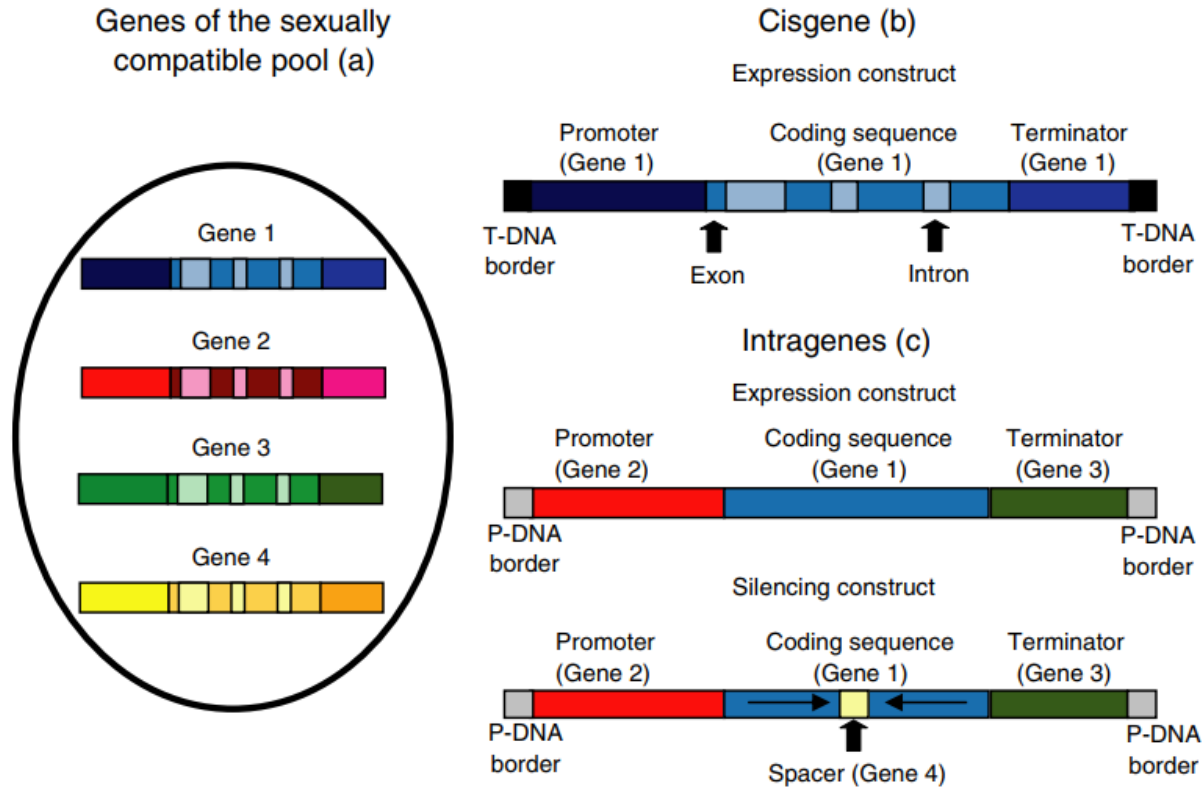 Genes of the sexually
compatible pool (a)
Gene 1
Gene 2
Gene 3
Gene 4
Cisgene (b)
Expression construct
Promoter
(Gene 1)
Coding sequence
(Gene 1)
Terminator
(Gene 1)
T-DNA
border
Exon
Intron
T-DNA
border
Intragenes (c)
Expression construct
Promoter
(Gene 2)
Coding sequence
(Gene 1)
Terminator
(Gene 3)
P-DNA
border
P-DNA
border
Silencing construct
Promoter
(Gene 2)
Coding sequence
(Gene 1)
Terminator
(Gene 3)
P-DNA
border
Spacer (Gene 4)
P-DNA
border